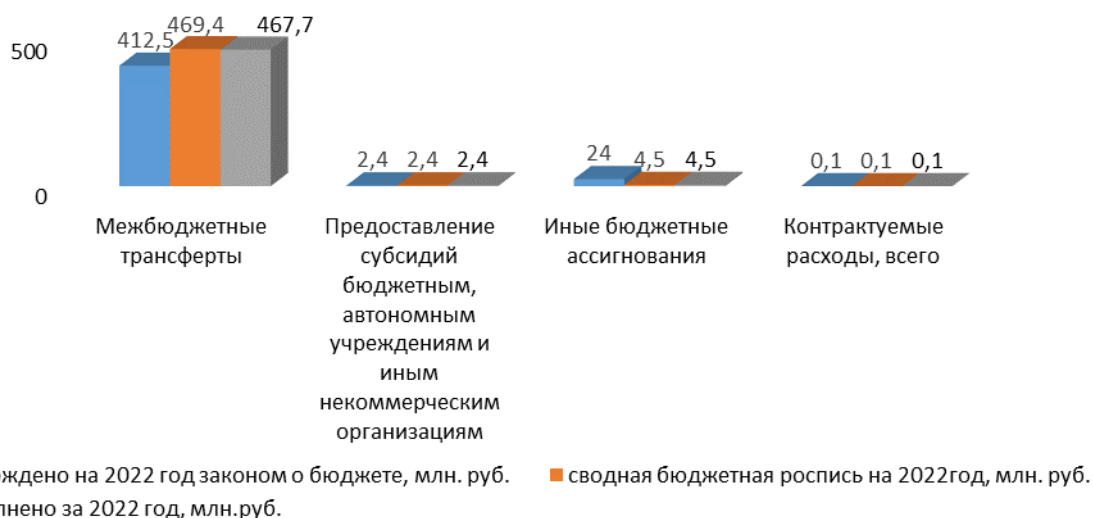 469,4 467,7
412,5
500
24
2,4 2,4 2,4
4,5 4,5
0,1 0,1 0,1
0
Межбюджетные
трансферты
Предоставление
субсидий
бюджетным,
автономным
учреждениям и
иным
некоммерческим
организациям
Иные бюджетные
ассигнования
Контрактуемые
расходы, всего
на 2022 год законом о бюджете, млн. руб.
сводная бюджетная роспись на 2022год, млн. руб.
за 2022 год, млн.руб.